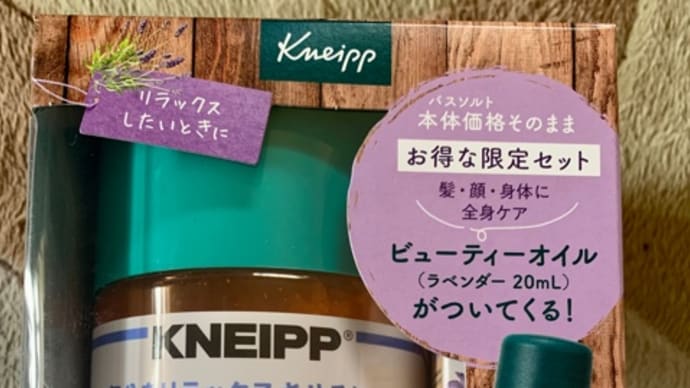 Kneipp
リラックス
したいときに
バスソルト
本体価格そのまま
お得な限定セット
髪・顔・身体に
全身ケア
ビューティーオイル
(ラベンダー 20mL)
がついてくる!
KNEIPP®